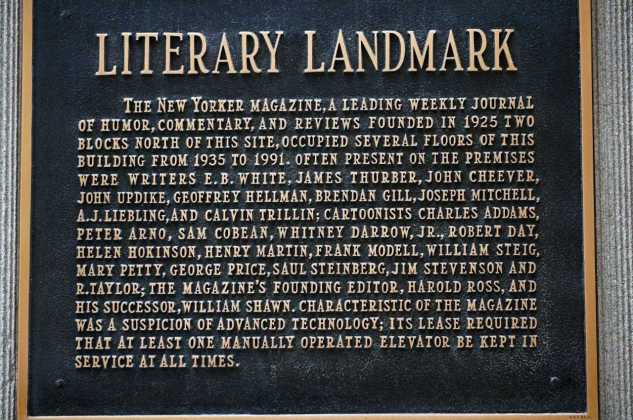 LITERARY LANDMARK
THE NEW YORKER MAGAZINE, A LEADING WEEKLY JOURNAL
OF HUMOR, COMMENTARY, AND REVIEWS FOUNDED IN 1925 TWO
BLOCKS NORTH OF THIS SITE, OCCUPIED SEVERAL FLOORS OF THIS
BUILDING FROM 1935 TO 1991. OFTEN PRESENT ON THE PREMISES
WERE WRITERS E.B. WHITE, JAMES THURBER, JOHN CHEEVER,
JOHN UPDIKE, GEOFFREY HELLMAN, BRENDAN GILL, JOSEPH MITCHELL,
A.J. LIEBLING, AND CALVIN TRILLIN; CARTOONISTS CHARLES ADDAMS,
PETER ARNO, SAM COBEAN, WHITNEY DARROW, JR., ROBERT DAY,
HELEN HOKINSON, HENRY MARTIN, FRANK MODELL, WILLIAM STEIG,
MARY PETTY, GEORGE PRICE, SAUL STEINBERG, JIM STEVENSON AND
R. TAYLOR; THE MAGAZINE'S FOUNDING EDITOR, HAROLD ROSS, AND
HIS SUCCESSOR, WILLIAM SHAWN. CHARACTERISTIC OF THE MAGAZINE
WAS A SUSPICION OF ADVANCED TECHNOLOGY; ITS LEASE REQUIRED
THAT AT LEAST ONE MANUALLY OPERATED ELEVATOR BE KEPT IN
SERVICE AT ALL TIMES.